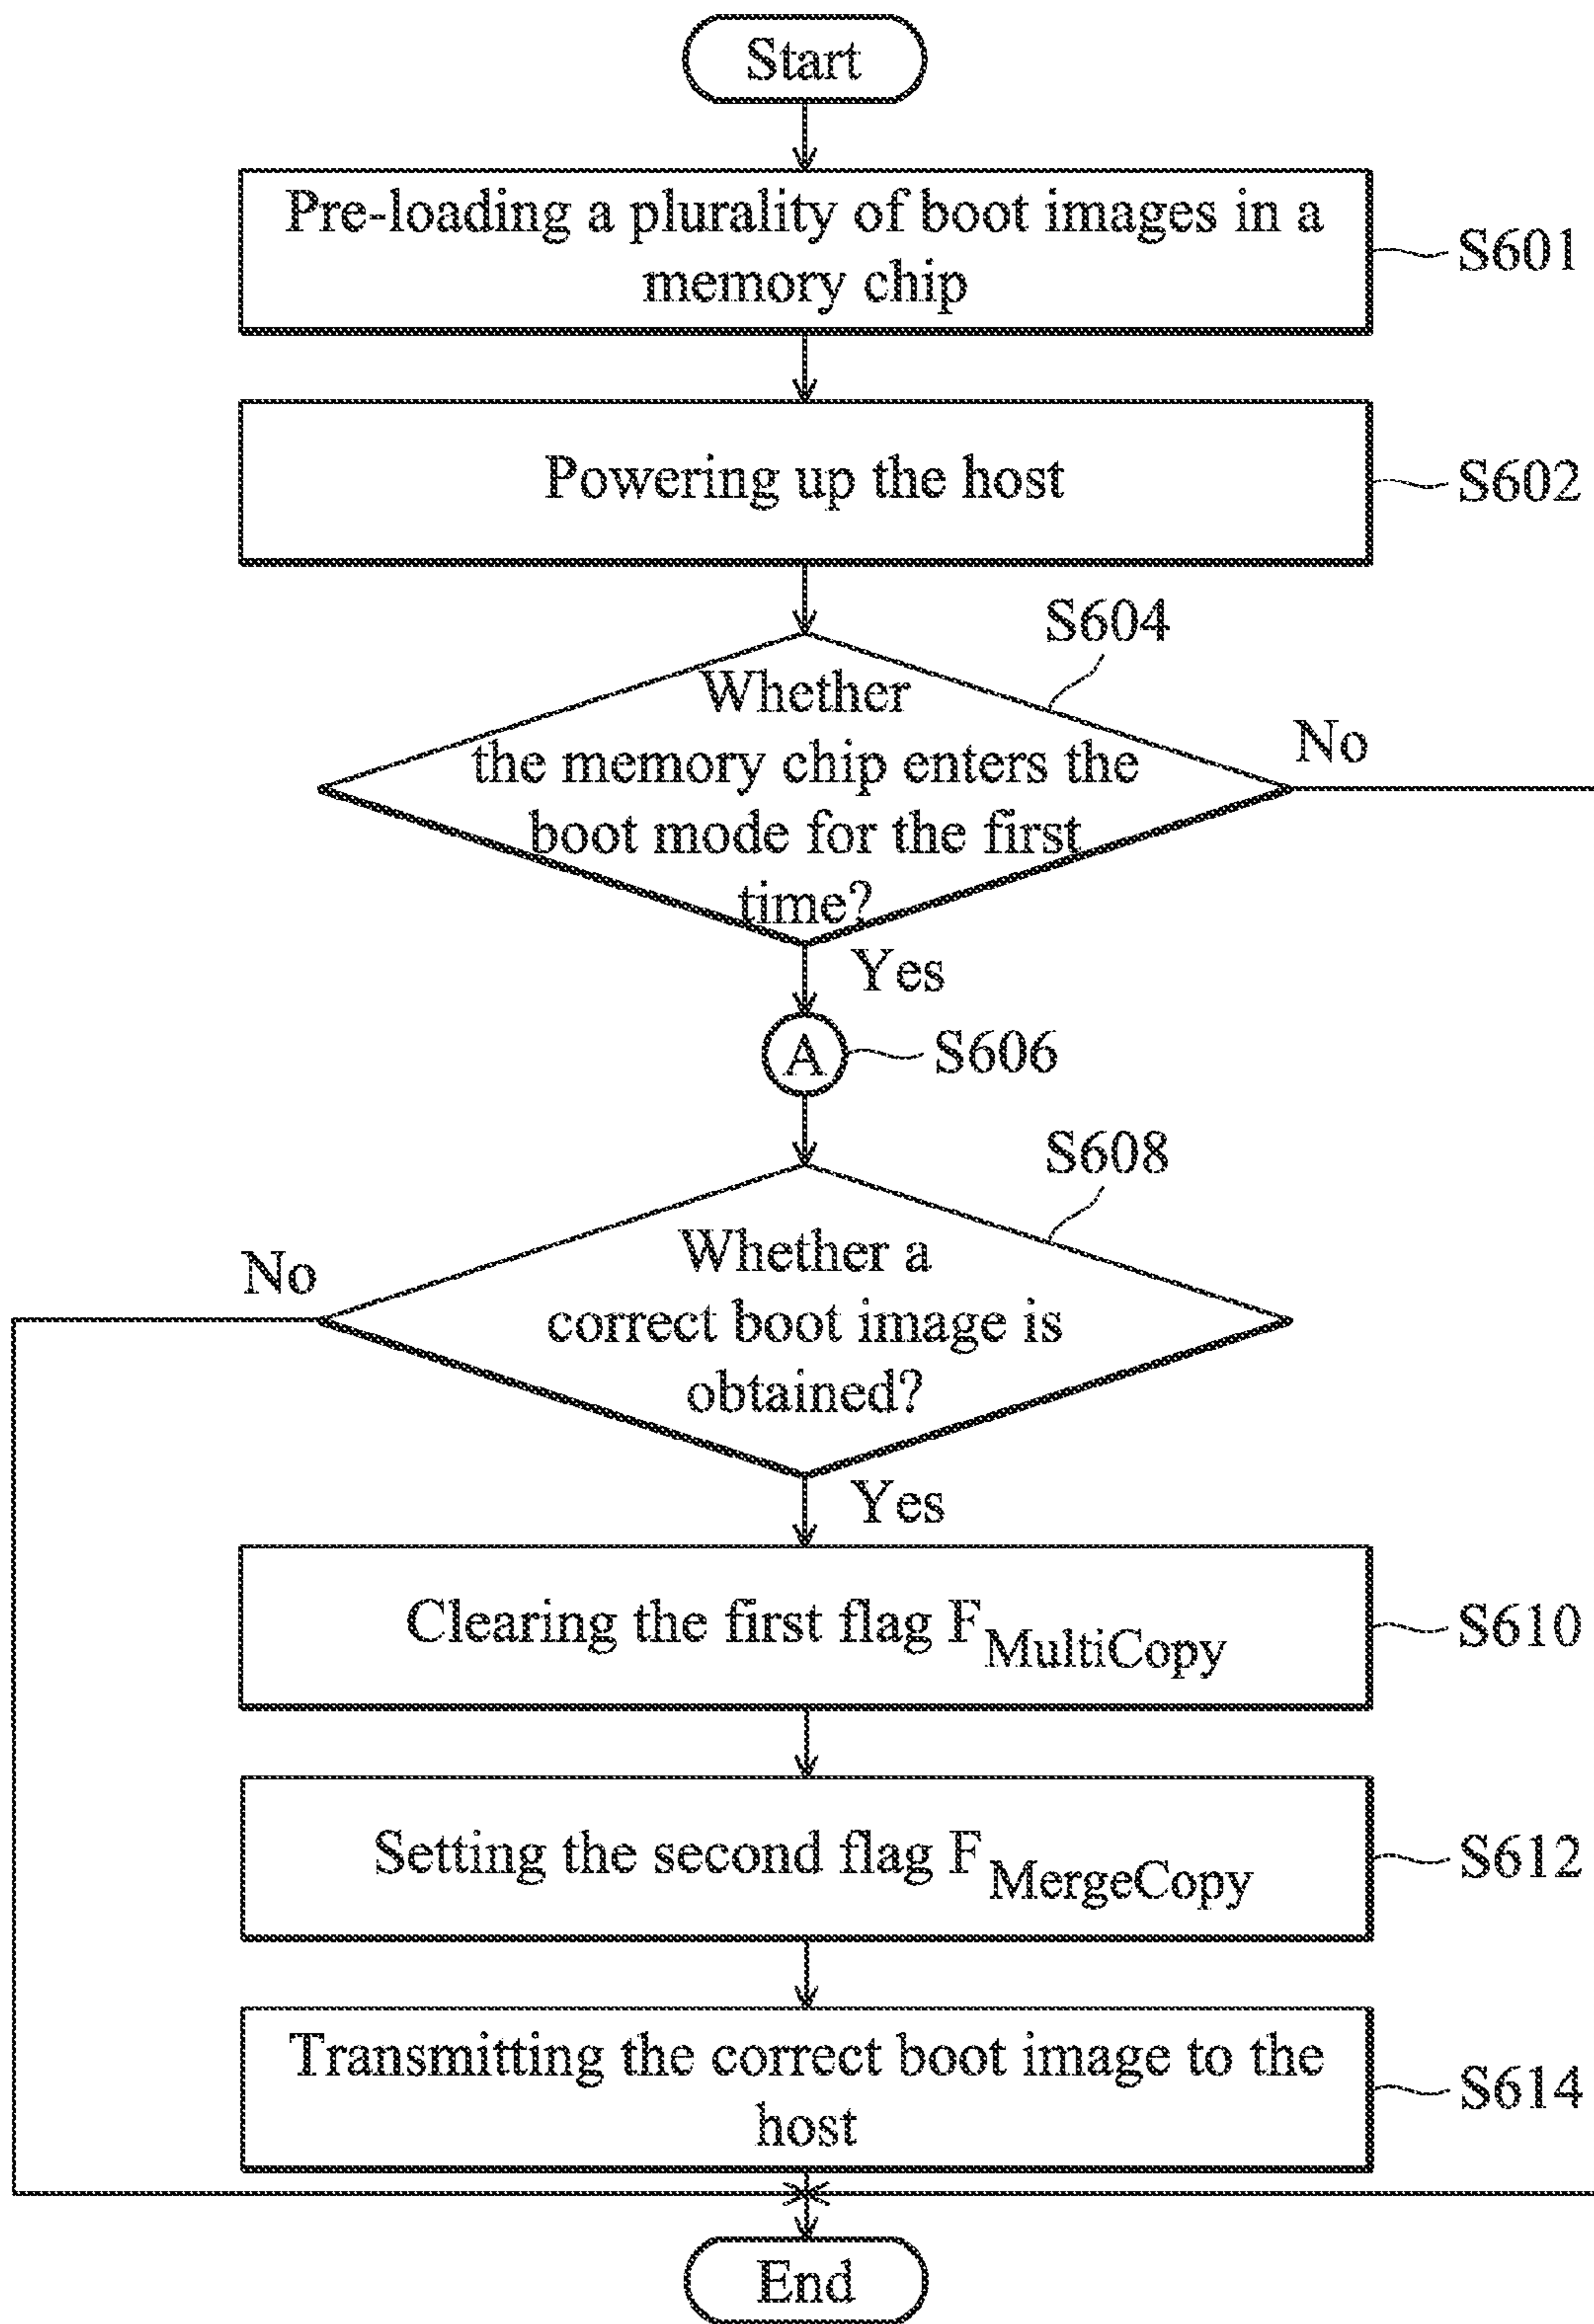 Start
Pre-loading a plurality of boot images in a
memory chip
S601
Powering up the host
S602
S604
Whether
the memory chip enters the
boot mode for the first
time?
No
Yes
A
S606
S608
Whether a
correct boot image is
obtained?
No
Yes
Clearing the first flag F MultiCopy
S610
Setting the second flag F MergeCopy
S612
Transmitting the correct boot image to the
host
S614
End